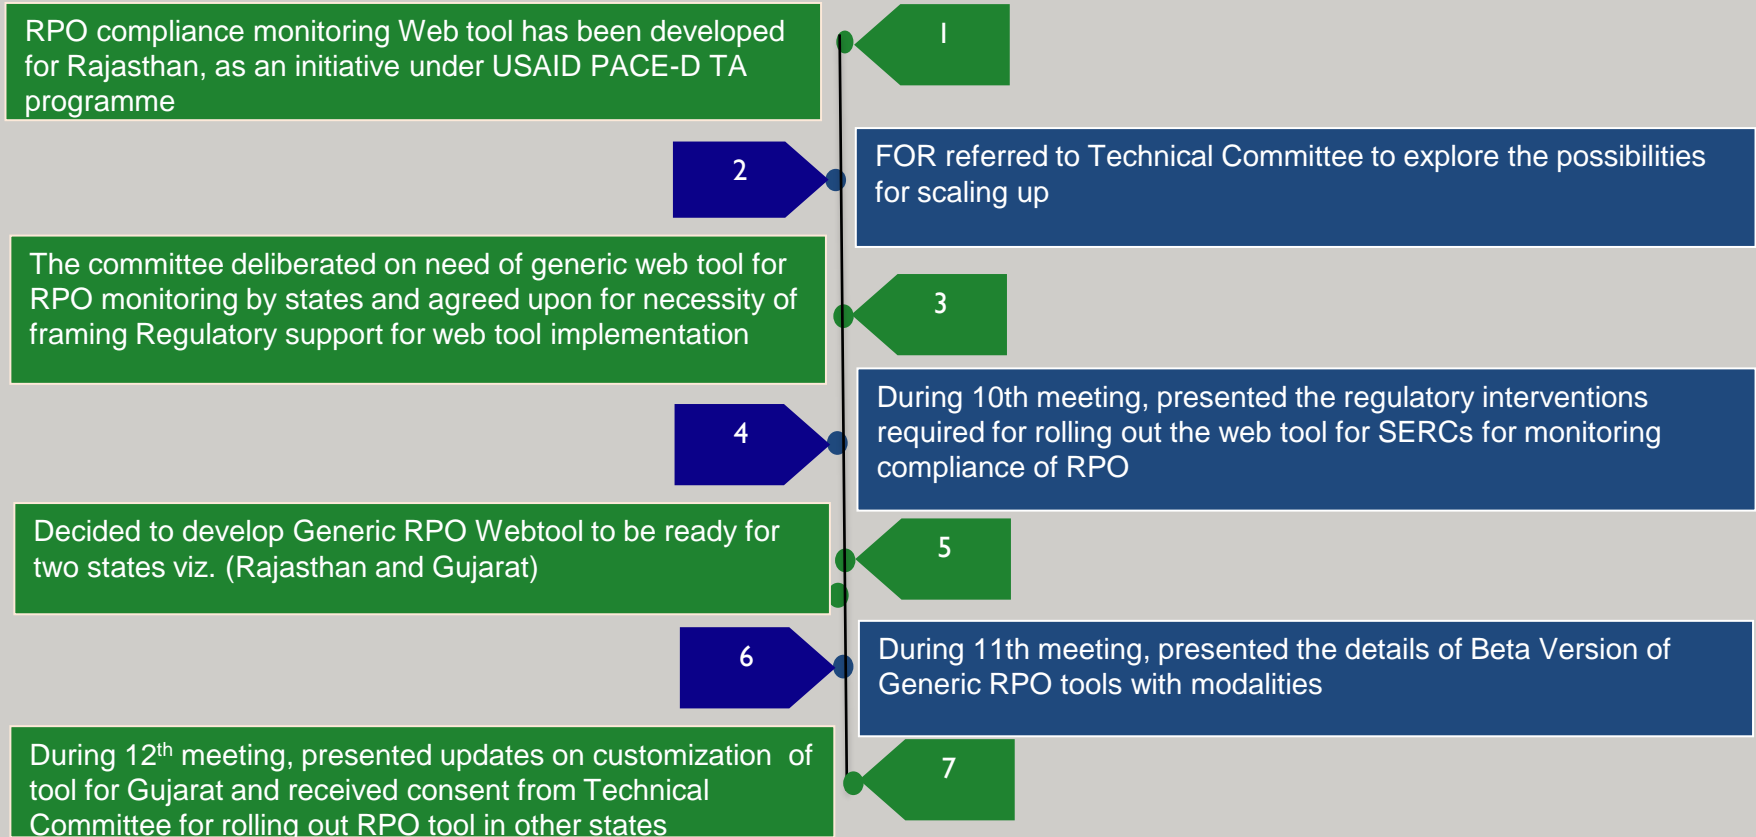 RPO compliance monitoring Web tool has been developed
for Rajasthan, as an initiative under USAID PACE-D TA
programme
1
2
FOR referred to Technical Committee to explore the possibilities
for scaling up
The committee deliberated on need of generic web tool for
RPO monitoring by states and agreed upon for necessity of
framing Regulatory support for web tool implementation
3
4
During 10th meeting, presented the regulatory interventions
required for rolling out the web tool for SERCs for monitoring
compliance of RPO
Decided to develop Generic RPO Webtool to be ready for
two states viz. (Rajasthan and Gujarat)
5
6
During 11th meeting, presented the details of Beta Version of
Generic RPO tools with modalities
During 12th meeting, presented updates on customization of
tool for Gujarat and received consent from Technical
Committee for rolling out RPO tool in other states
7